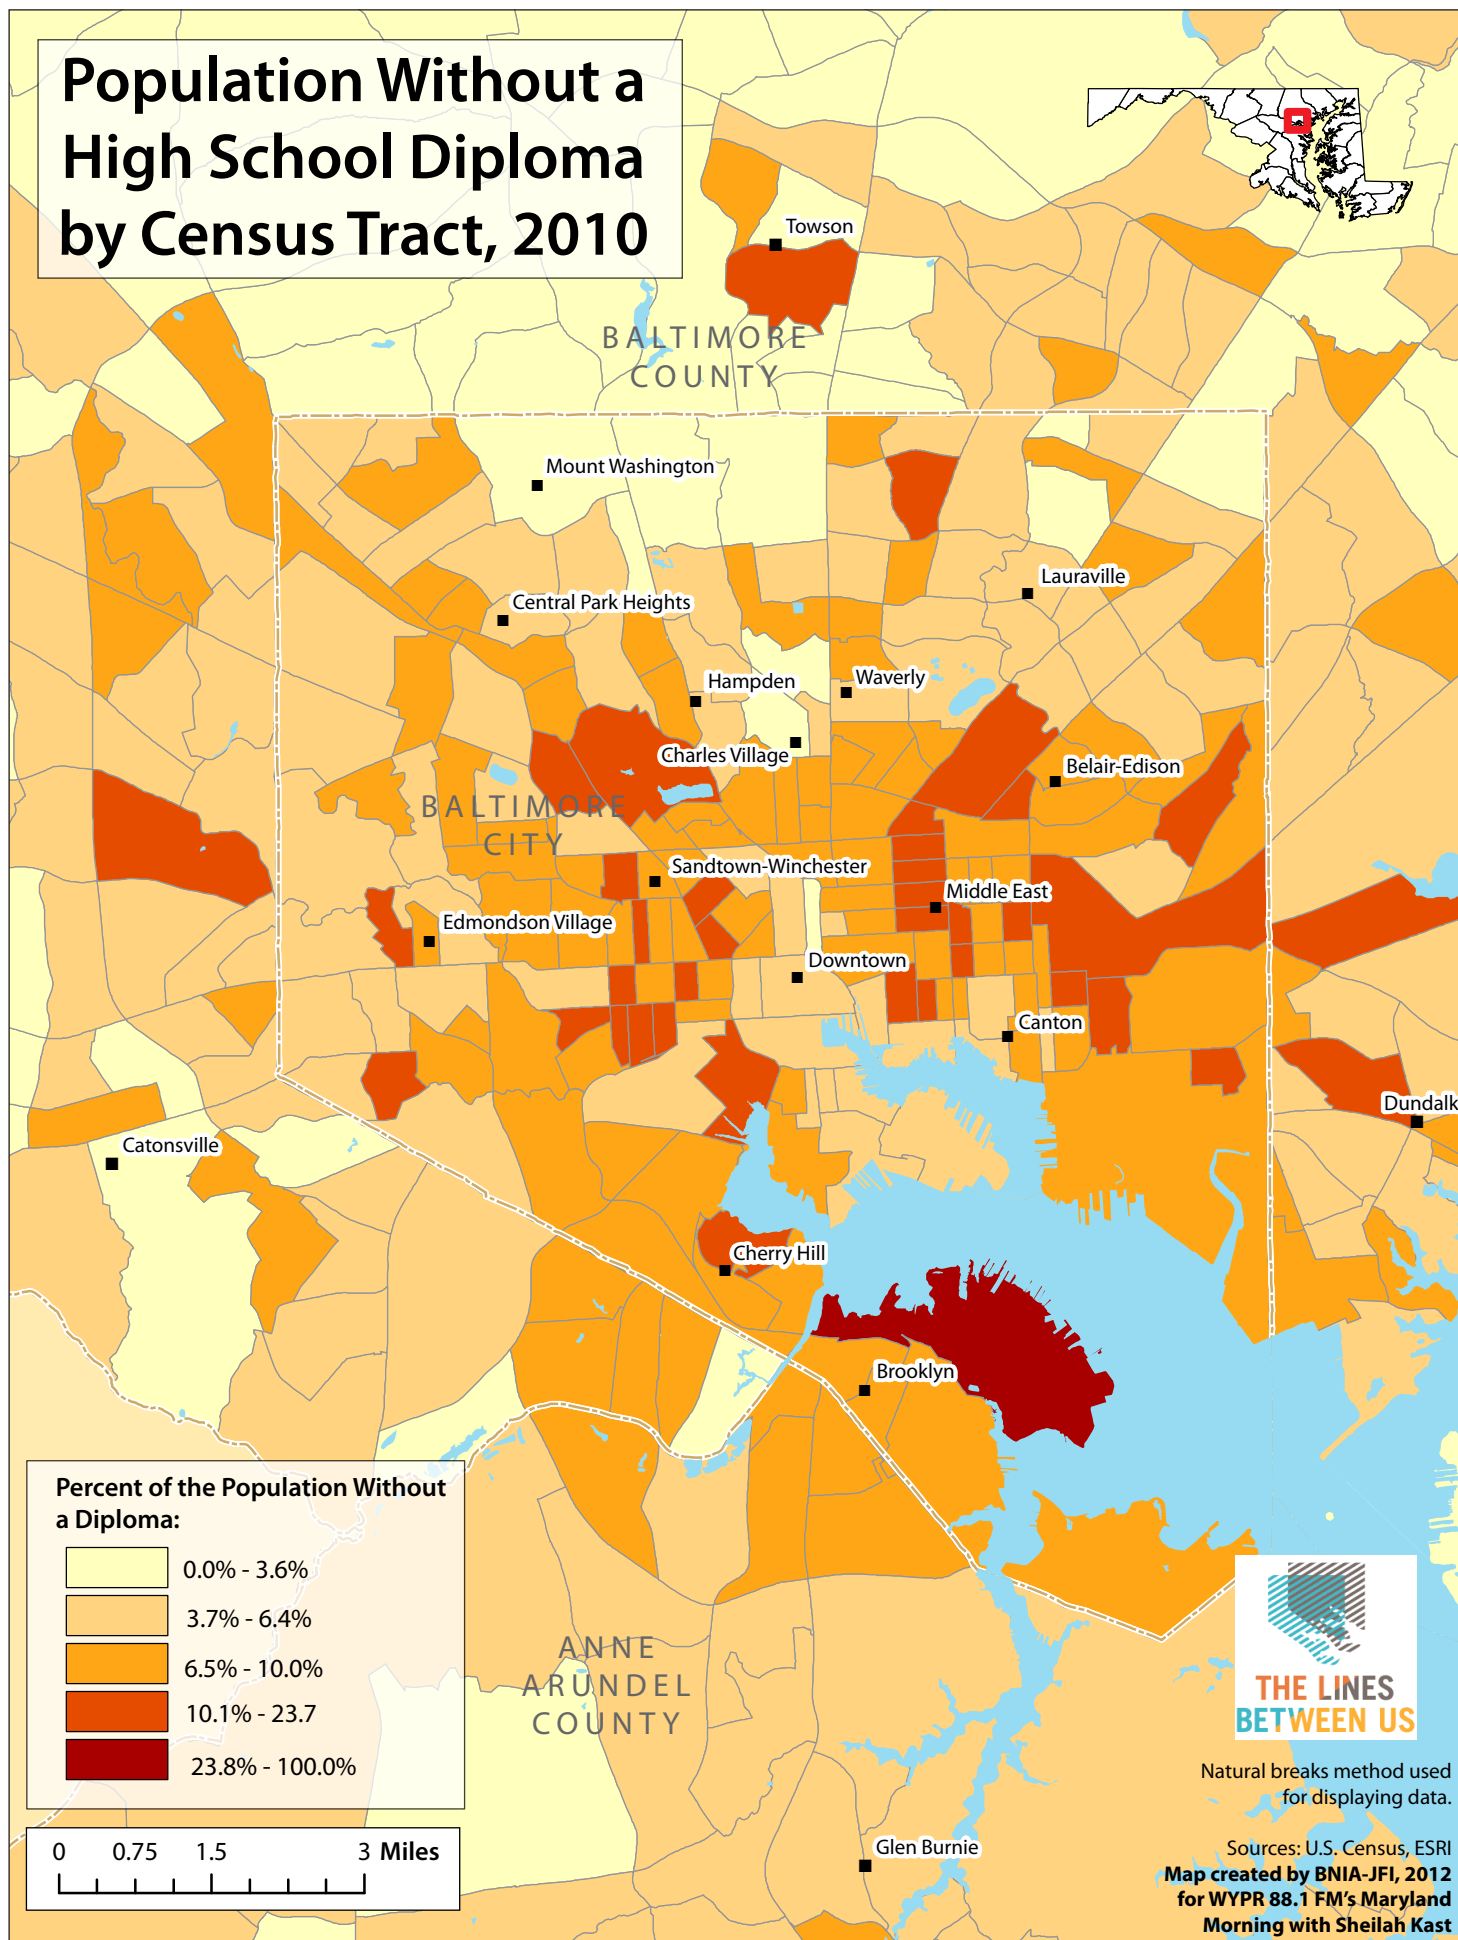 Population Without a
High School Diploma
by Census Tract, 2010
Towson
BALTIMORE
COUNTY
Mount Washington
Lauraville
Central Park Heights
Hampden
Waverly
Charles Village
Belair-Edison
BALTIMORE
CITY
Sandtown-Winchester
Middle East
Edmondson Village
Downtown
Canton
Dundalk
Catonsville
Cherry Hill
Brooklyn
Percent of the Population Without
a Diploma:
0.0% - 3.6%
3.7% - 6.4%
6.5% - 10.0%
10.1% - 23.7
23.8% - 100.0%
ANNE
ARUNDEL
COUNTY
THE LINES
BETWEEN US
Natural breaks method used
for displaying data.
0 0.75 1.5 3 Miles
Glen Burnie
Sources: U.S. Census, ESRI
Map created by BNIA-JFI, 2012
for WYPR 88.1 FM's Maryland
Morning with Sheilah Kast